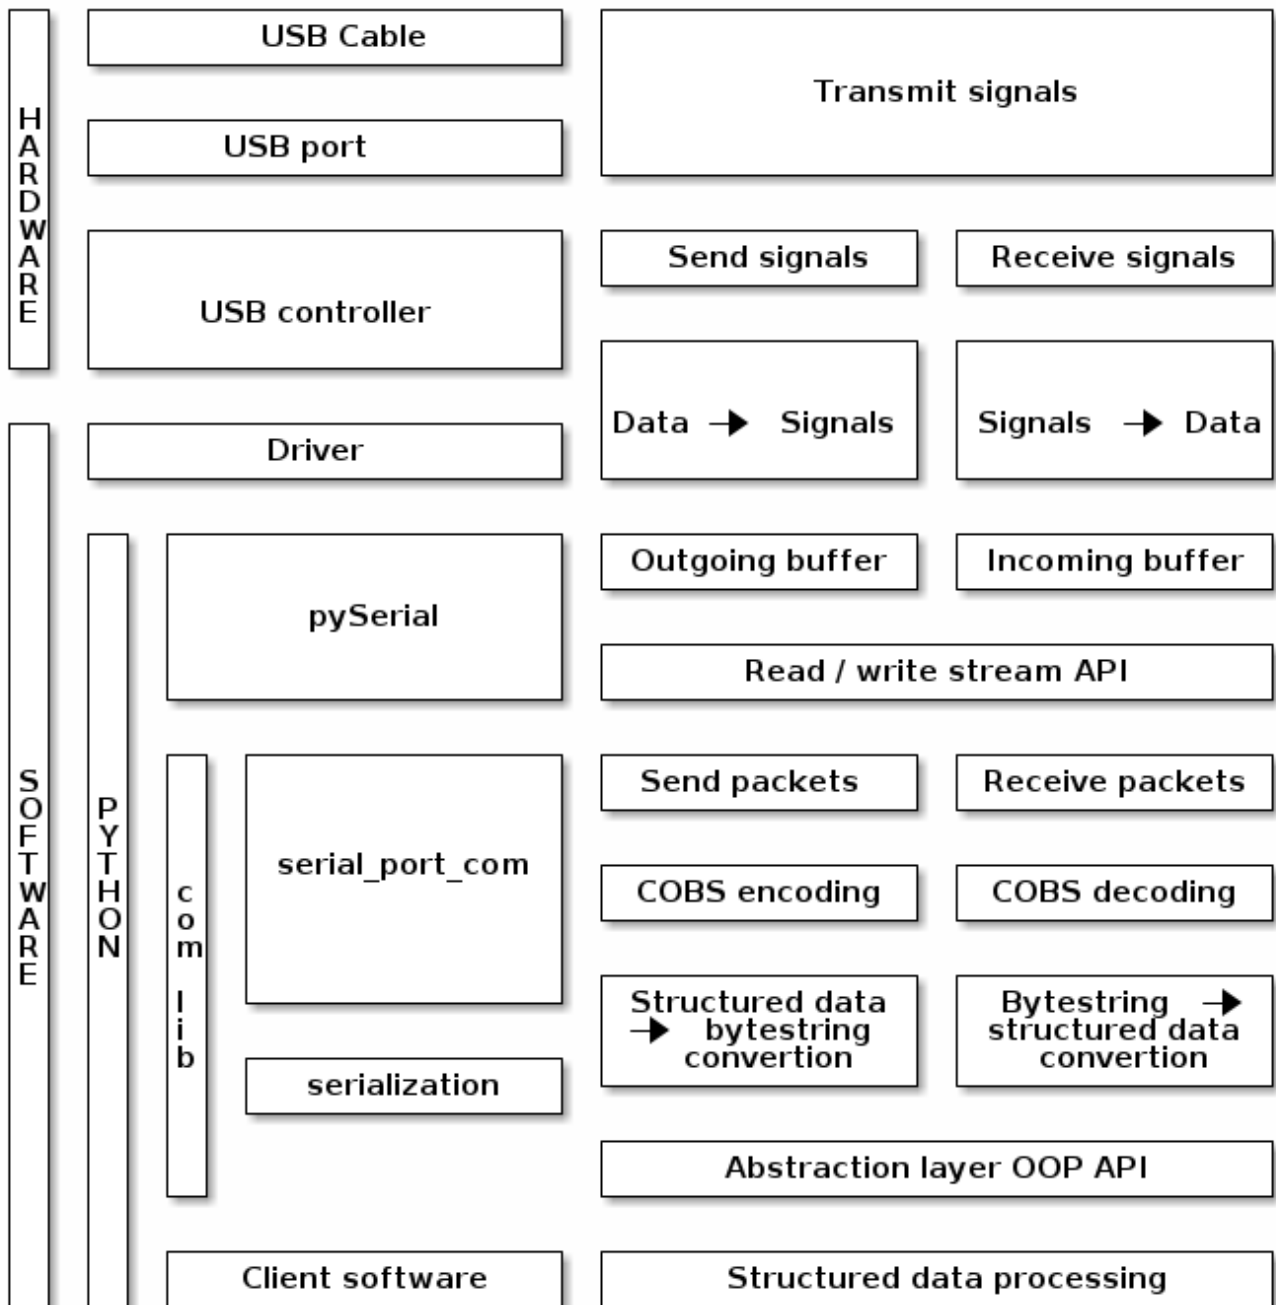 HARDWARE
USB Cable
Transmit signals
USB port
USB controller
Send signals
Receive signals
Data → Signals
Signals → Data
SOFTWARE
Driver
PYTHON
pySerial
Outgoing buffer
Incoming buffer
Read / write stream API
com lib
serial_port_com
Send packets
Receive packets
COBS encoding
COBS decoding
Structured data
→ bytestring
convertion
Bytestring →
structured data
convertion
serialization
Abstraction layer OOP API
Client software
Structured data processing